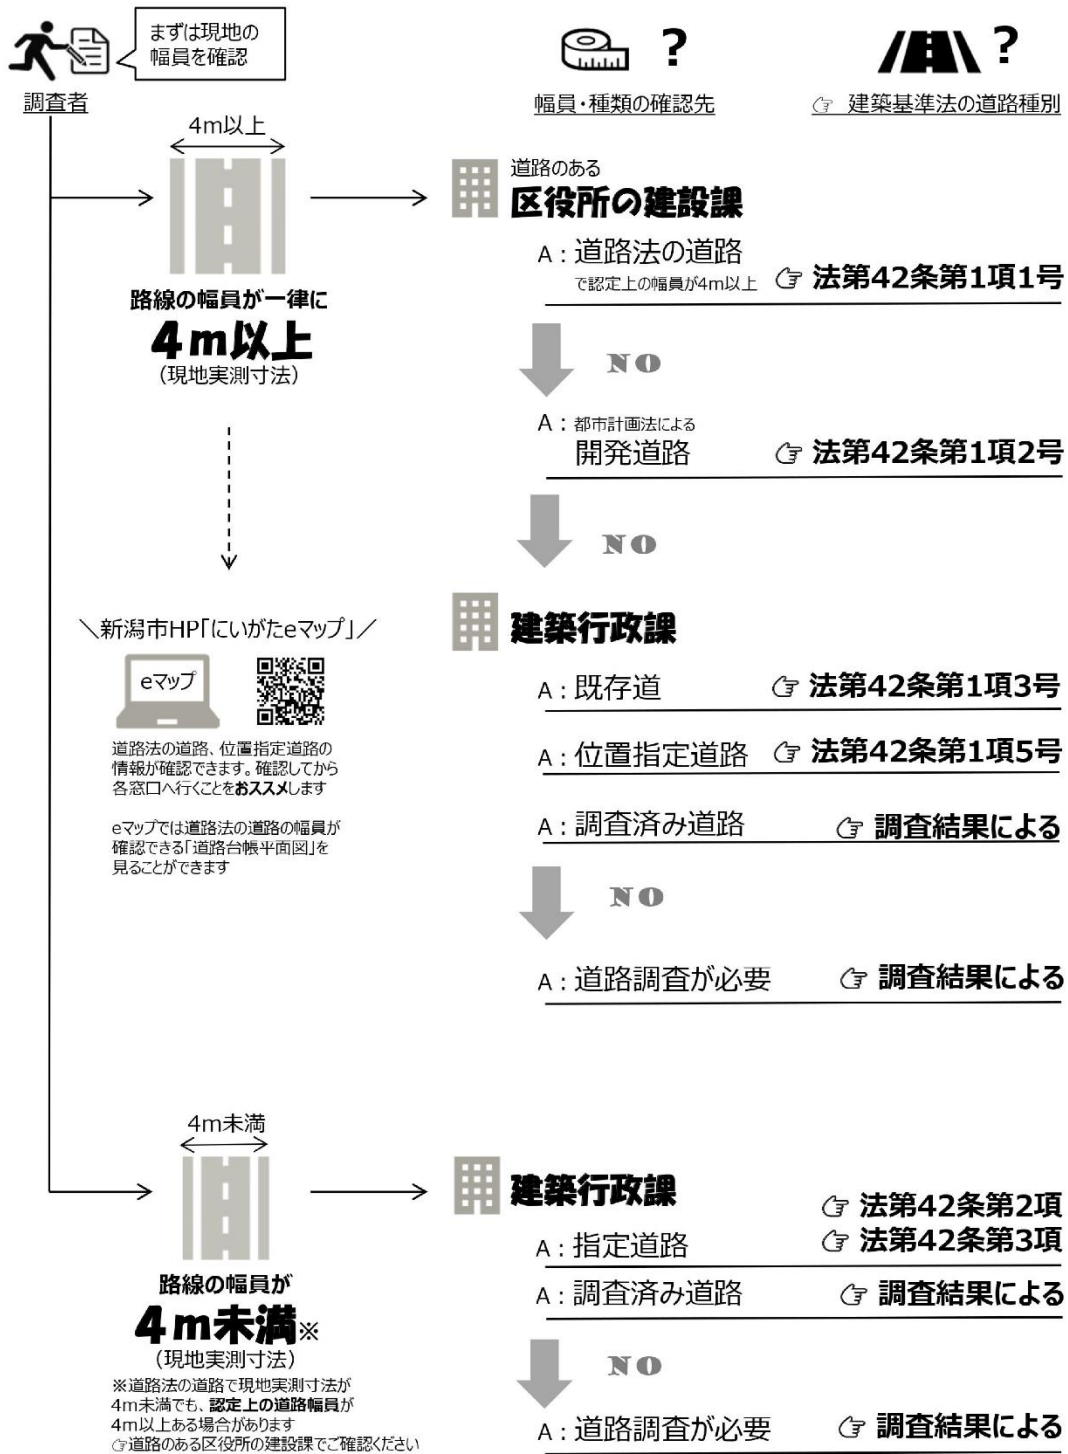 まずは現地の
幅員を確認
調査者
?
幅員・種類の確認先
?
☞ 建築基準法の道路種別
4m以上
路線の幅員が一律に
4m以上
(現地実測寸法)
道路のある
区役所の建設課
A:道路法の道路
で認定上の幅員が4m以上
☞ 法第42条第1項1号
NO
A:都市計画法による
開発道路
☞ 法第42条第1項2号
NO
＼新潟市HP「にいがたeマップ」／
eマップ
道路法の道路、位置指定道路の
情報が確認できます。確認してから
各窓口へ行くことをおススメします
eマップでは道路法の道路の幅員が
確認できる「道路台帳平面図」を
見ることができます
建築行政課
A:既存道 ☞ 法第42条第1項3号
A:位置指定道路 ☞ 法第42条第1項5号
A:調査済み道路 ☞ 調査結果による
NO
A:道路調査が必要 ☞ 調査結果による
4m未満
路線の幅員が
4m未満※
(現地実測寸法)
※道路法の道路で現地実測寸法が
4m未満でも、認定上の道路幅員が
4m以上ある場合があります
☞道路のある区役所の建設課でご確認ください
建築行政課
☞ 法第42条第2項
A:指定道路 ☞ 法第42条第3項
A:調査済み道路 ☞ 調査結果による
NO
A:道路調査が必要 ☞ 調査結果による